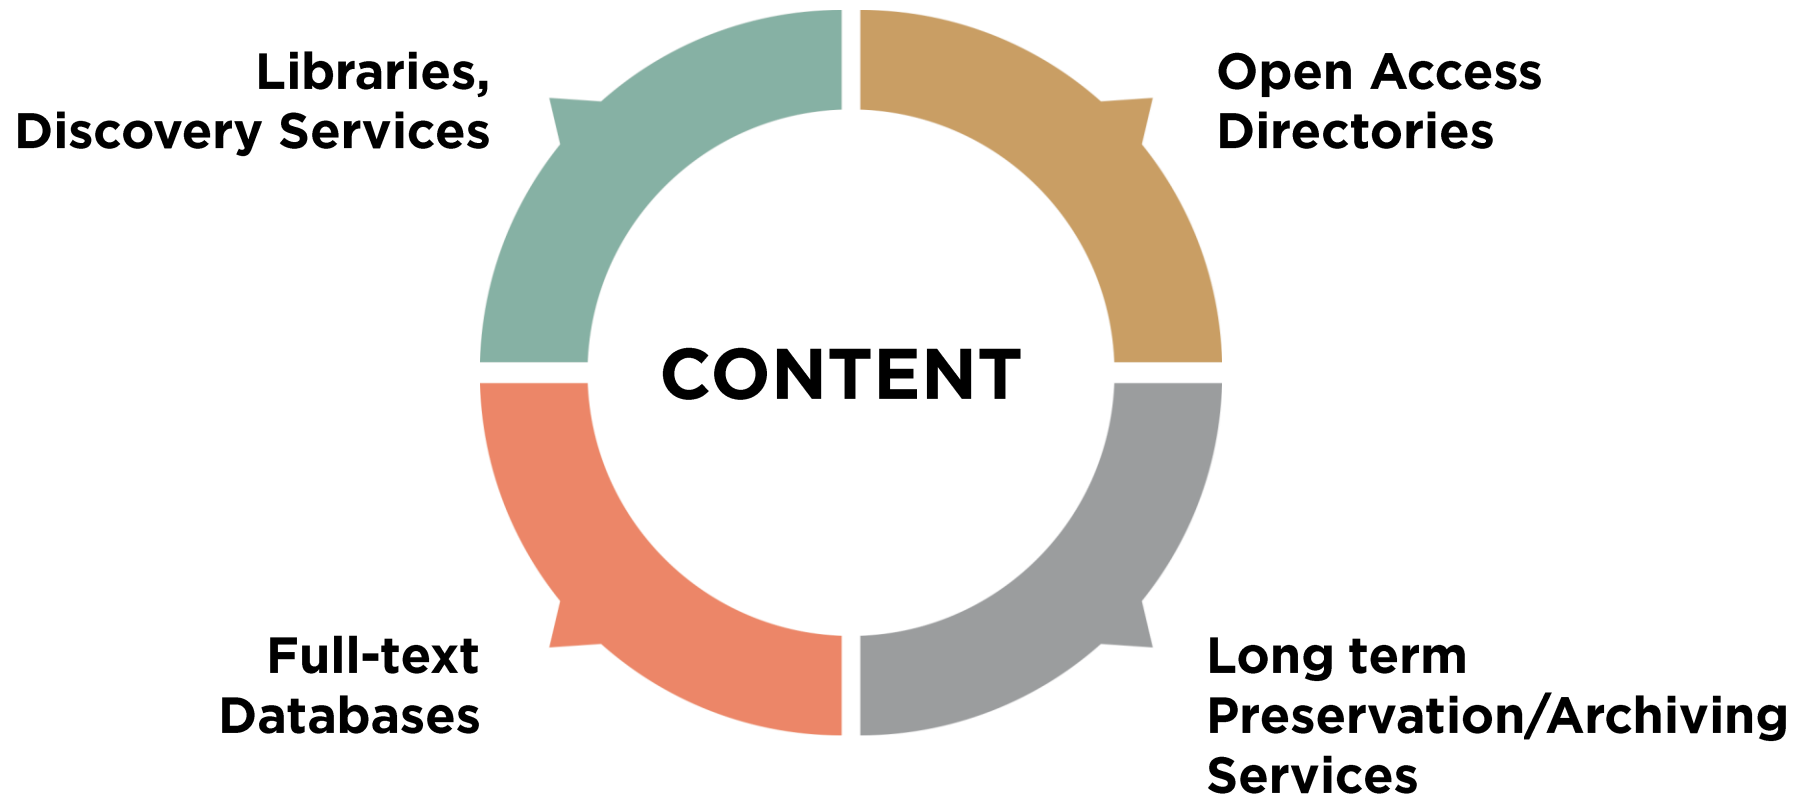 Libraries,
Discovery Services
Open Access
Directories
CONTENT
Full-text
Databases
Long term
Preservation/Archiving
Services